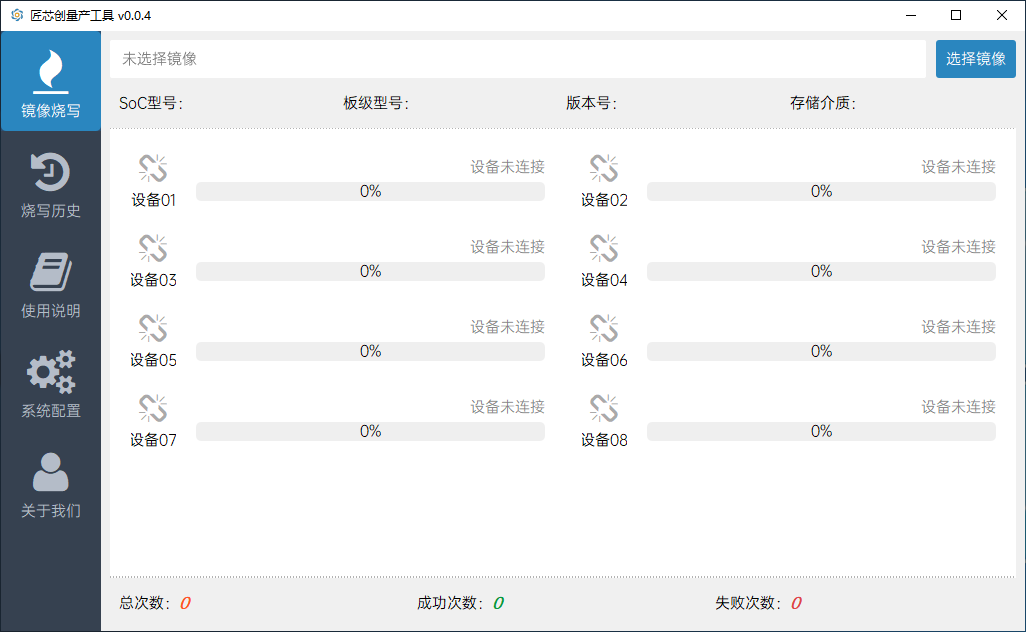 匠芯创量产工具 v0.0.4
镜像烧写
烧写历史
使用说明
系统配置
关于我们
未选择镜像
选择镜像
SoC型号： 板级型号： 版本号： 存储介质：
设备未连接 设备未连接
0% 0%
设备01 设备02
设备未连接 设备未连接
0% 0%
设备03 设备04
设备未连接 设备未连接
0% 0%
设备05 设备06
设备未连接 设备未连接
0% 0%
设备07 设备08
总次数：0 成功次数：0 失败次数：0